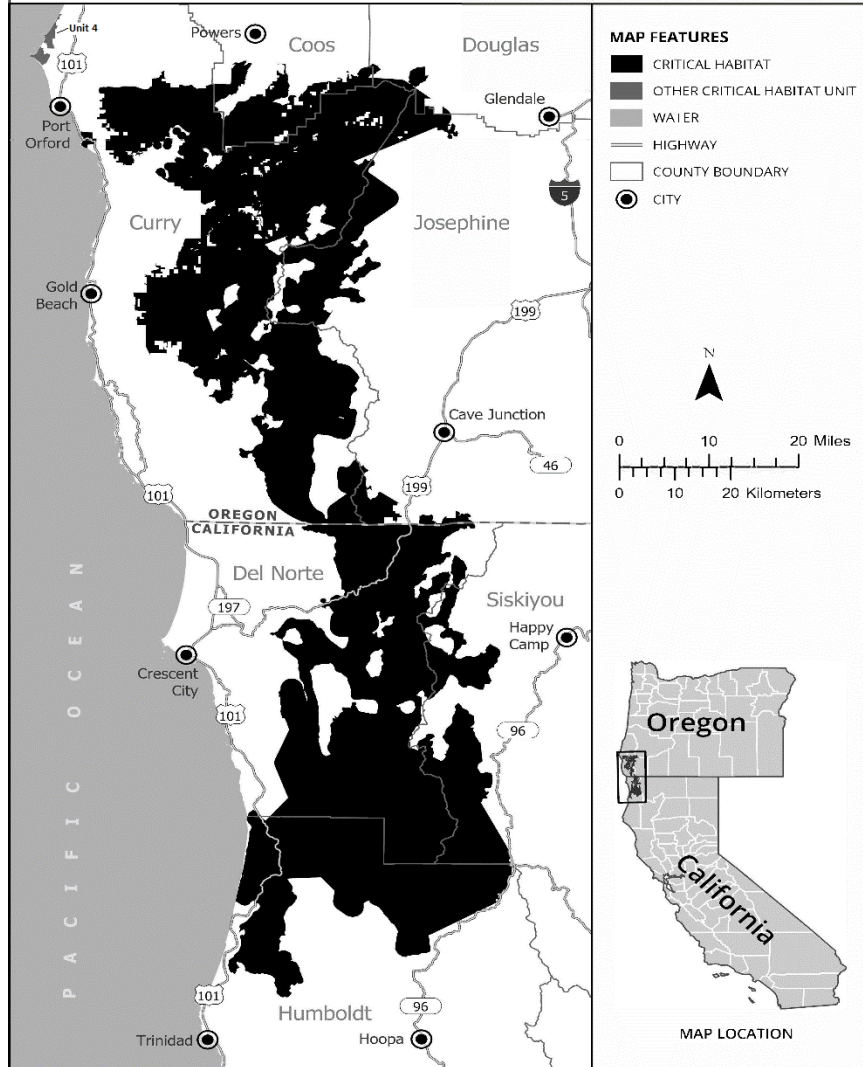 Unit 4
Powers
Coos
Douglas
101
Port
Orford
Glendale
5
Curry
Josephine
Gold
Beach
199
Cave Junction
46
199
101
OREGON
CALIFORNIA
Del Norte
197
Siskiyou
Happy
Camp
Crescent
City
101
96
PACIFIC OCEAN
101
Humboldt
96
Trinidad
Hoopa
MAP FEATURES
CRITICAL HABITAT
OTHER CRITICAL HABITAT UNIT
WATER
HIGHWAY
COUNTY BOUNDARY
CITY
N
0 10 20 Miles
0 10 20 Kilometers
Oregon
California
MAP LOCATION